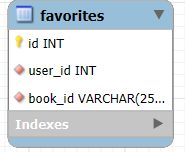 favorites
id INT
user_id INT
book_id VARCHAR(25...
Indexes